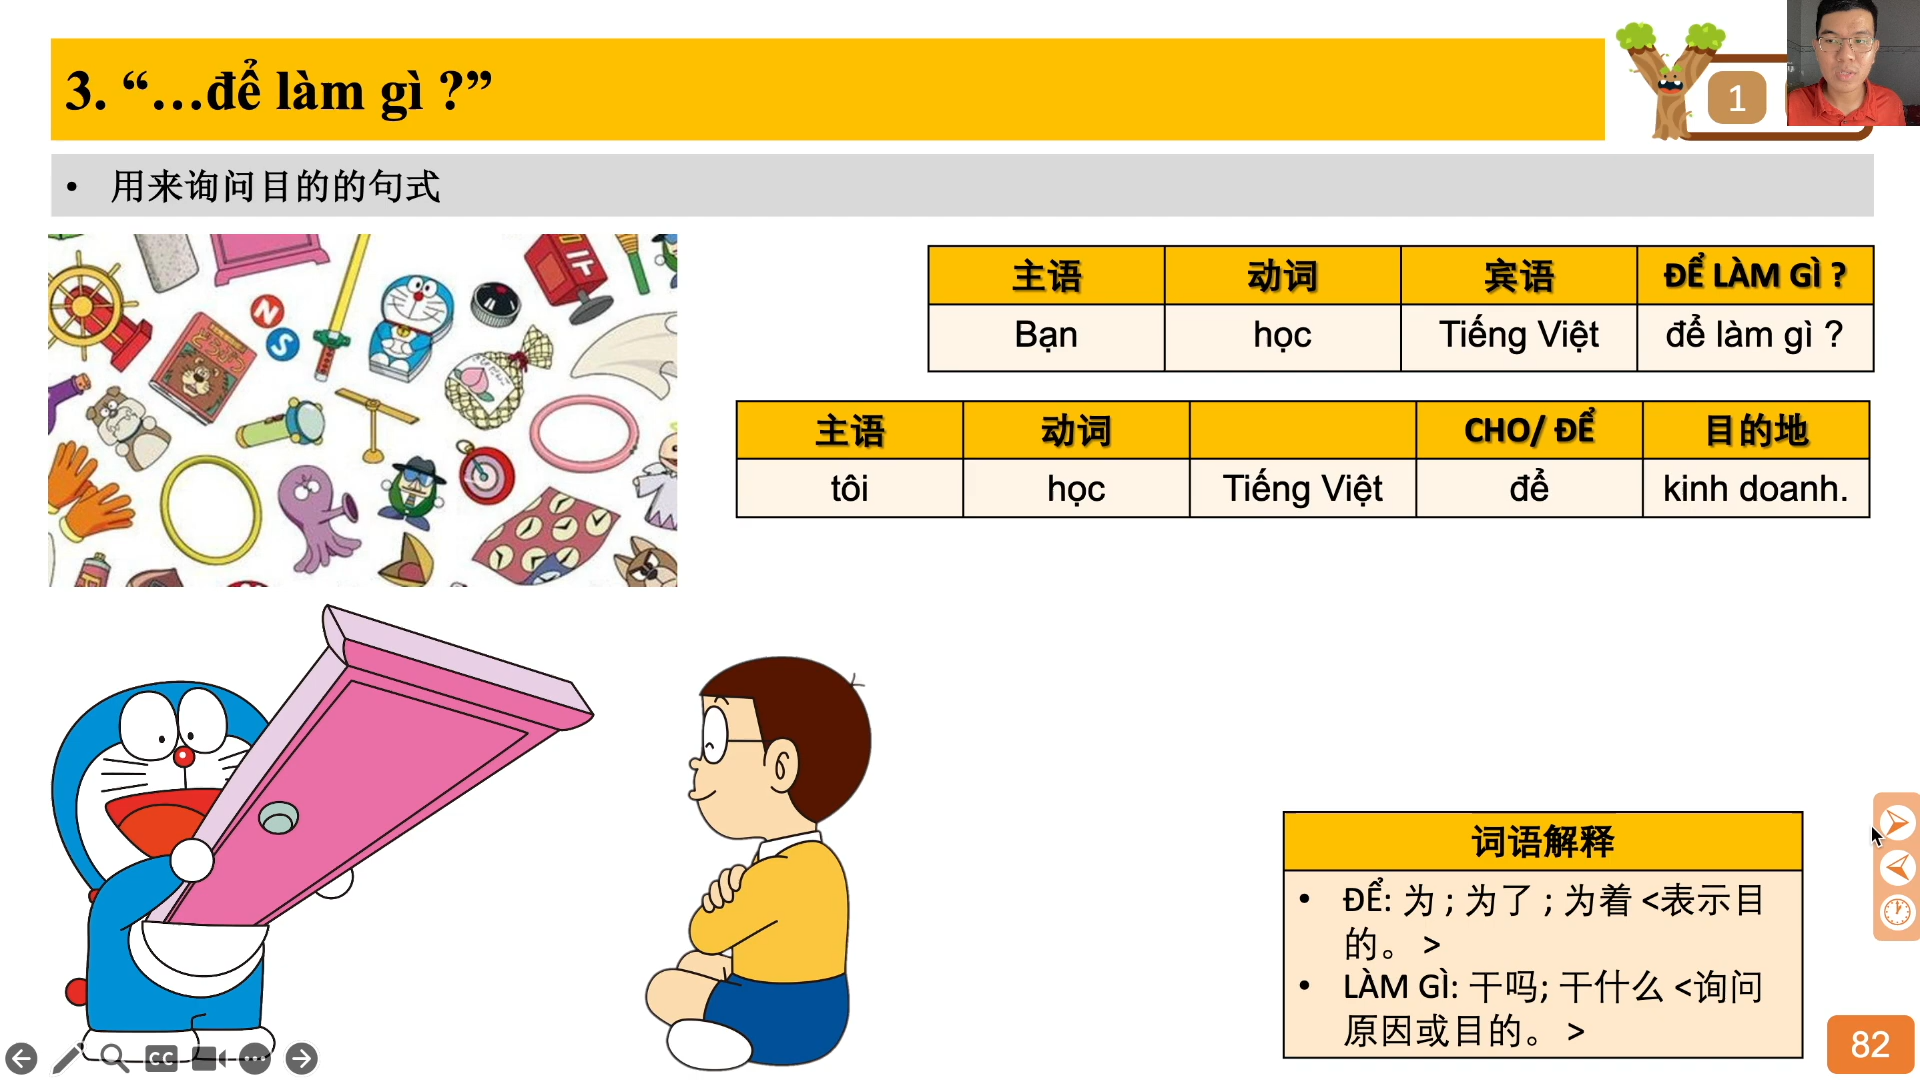 3. “…để làm gì ?”
1
• 用来询问目的的句式
N
S
主语 动词 宾语 ĐỂ LÀM GÌ ?
Bạn học Tiếng Việt để làm gì ?
主语 动词 CHO/ ĐỂ 目的地
tôi học Tiếng Việt để kinh doanh.
词语解释
• ĐỂ: 为 ; 为了 ; 为着 <表示目
的。 >
• LÀM GÌ: 干吗; 干什么 <询问
原因或目的。 >
CC
82